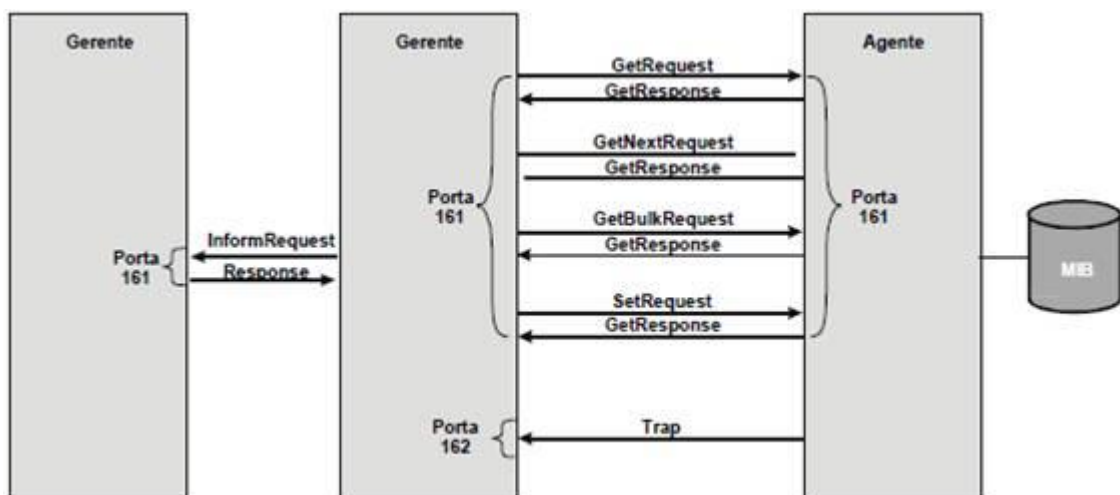 Gerente
Gerente
Agente
GetRequest
GetResponse
GetNextRequest
GetResponse
Porta
161
Porta
161
GetBulkRequest
GetResponse
InformRequest
Porta
161
Response
MIB
SetRequest
GetResponse
Porta
162
Trap